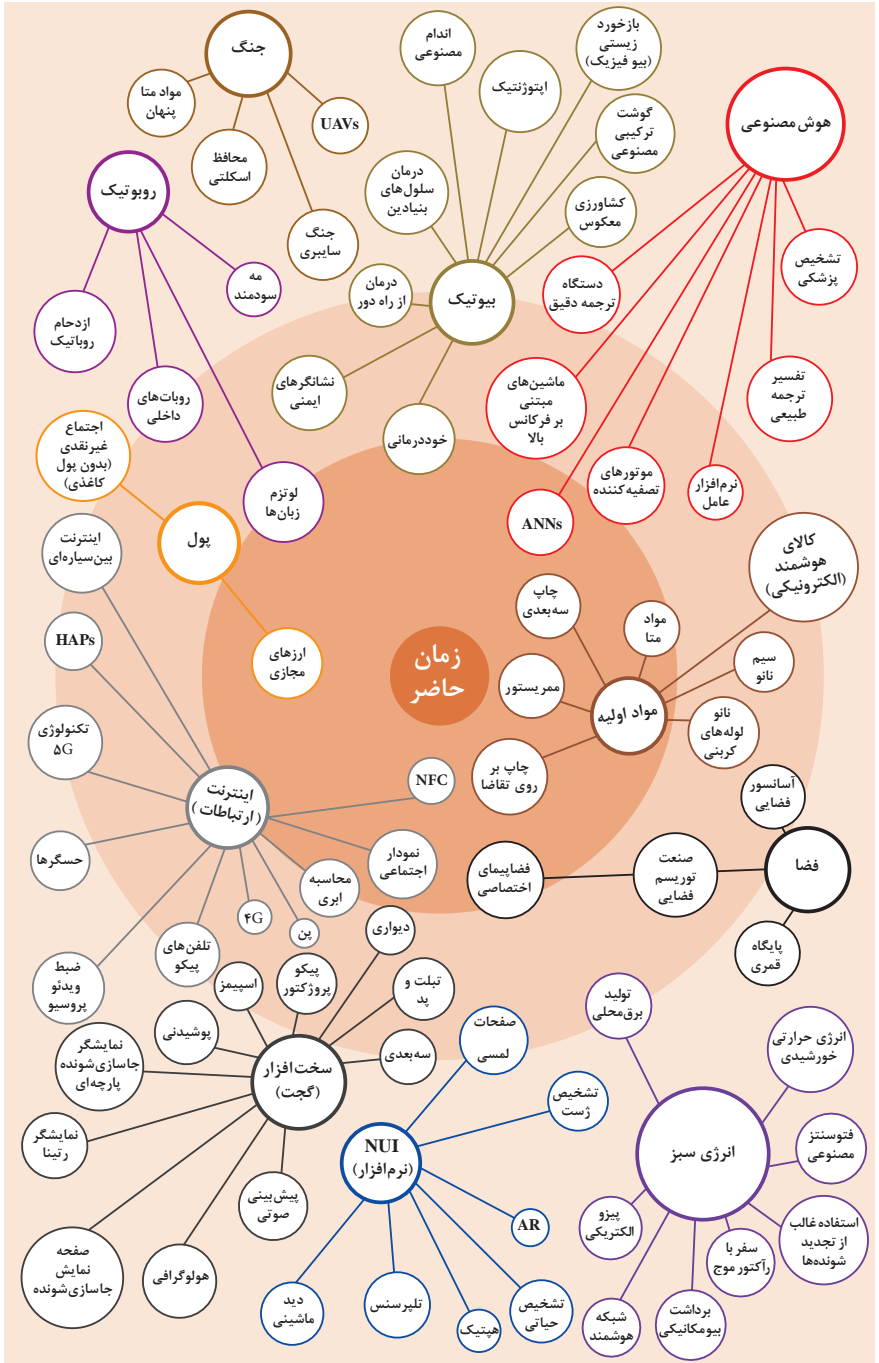 جنگ
مواد متا
پنهان
محافظ
اسکلتی
UAVs
جنگ
سایبری
اندام
مصنوعی
بازخورد
زیستی
(بیو فیزیک)
اپتوژنتیک
گوشت
ترکیبی
مصنوعی
درمان
سلول‌های
بنیادین
کشاورزی
معکوس
بیوتیک
درمان
از راه دور
نشانگرهای
ایمنی
خوددرمانی
هوش مصنوعی
تشخیص
پزشکی
دستگاه
ترجمه دقیق
ماشین‌های
مبتنی
بر فرکانس
بالا
تفسیر
ترجمه
طبیعی
موتورهای
تصفیه‌کننده
نرم‌افزار
عامل
ANNs
روبوتیک
مه
سودمند
ازدحام
روباتیک
روبات‌های
داخلی
لوتزم
زبان‌ها
اجتماع
غیرنقدی
(بدون پول
کاغذی)
پول
ارزهای
مجازی
زمان
حاضر
کالای
هوشمند
(الکترونیکی)
چاپ
سه‌بعدی
مواد
متا
سیم
نانو
ممریستور
مواد اولیه
نانو
لوله‌های
کربنی
چاپ بر
روی تقاضا
اینترنت
بین‌سیاره‌ای
HAPs
تکنولوژی
۵G
اینترنت
(ارتباطات)
NFC
حسگرها
نمودار
اجتماعی
محاسبه
ابری
۴G
پن
تلفن‌های
پیکو
ضبط
ویدئو
پروسیو
آسانسور
فضایی
فضا
صنعت
توریسم
فضایی
فضاپیمای
اختصاصی
پایگاه
قمری
دیواری
پیکو
پروژکتور
اسپیمز
تبلت و
پد
پوشیدنی
سه‌بعدی
نمایشگر
جاسازی‌شونده
پارچه‌ای
سخت‌افزار
(گجت)
نمایشگر
رتینا
پیش‌بینی
صوتی
صفحه
نمایش
جاسازی‌شونده
هولوگرافی
صفحات
لمسی
تشخیص
ژست
NUI
(نرم‌افزار)
AR
دید
ماشینی
تلپرسنس
هپتیک
تشخیص
حیاتی
تولید
برق‌محلی
انرژی حرارتی
خورشیدی
انرژی سبز
فتوسنتز
مصنوعی
پیزو
الکتریکی
استفاده غالب
از تجدید
شونده‌ها
سفر با
رآکتور موج
شبکه
هوشمند
برداشت
بیومکانیکی